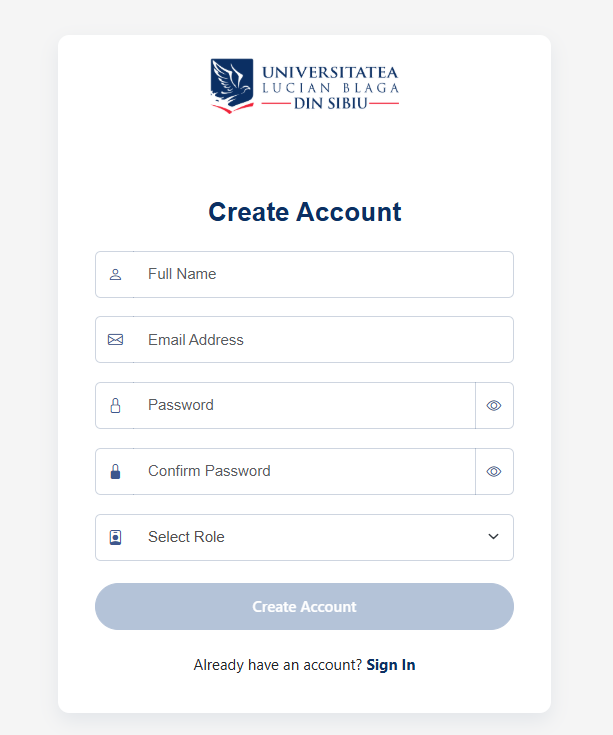 UNIVERSITATEA
LUCIAN BLAGA
DIN SIBIU
Create Account
Full Name
Email Address
Password
Confirm Password
Select Role
Create Account
Already have an account? Sign In